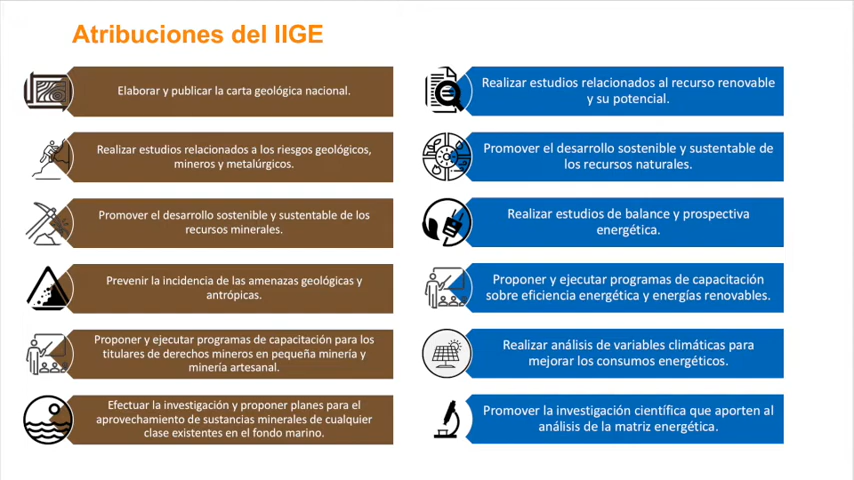 Atribuciones del IIGE
Elaborar y publicar la carta geológica nacional.
Realizar estudios relacionados a los riesgos geológicos,
mineros y metalúrgicos.
Promover el desarrollo sostenible y sustentable de los
recursos minerales.
Prevenir la incidencia de las amenazas geológicas y
antrópicas.
Proponer y ejecutar programas de capacitación para los
titulares de derechos mineros en pequeña minería y
minería artesanal.
Efectuar la investigación y proponer planes para el
aprovechamiento de sustancias minerales de cualquier
clase existentes en el fondo marino.
Realizar estudios relacionados al recurso renovable
y su potencial.
Promover el desarrollo sostenible y sustentable de
los recursos naturales.
Realizar estudios de balance y prospectiva
energética.
Proponer y ejecutar programas de capacitación
sobre eficiencia energética y energías renovables.
Realizar análisis de variables climáticas para
mejorar los consumos energéticos.
Promover la investigación científica que aporten al
análisis de la matriz energética.